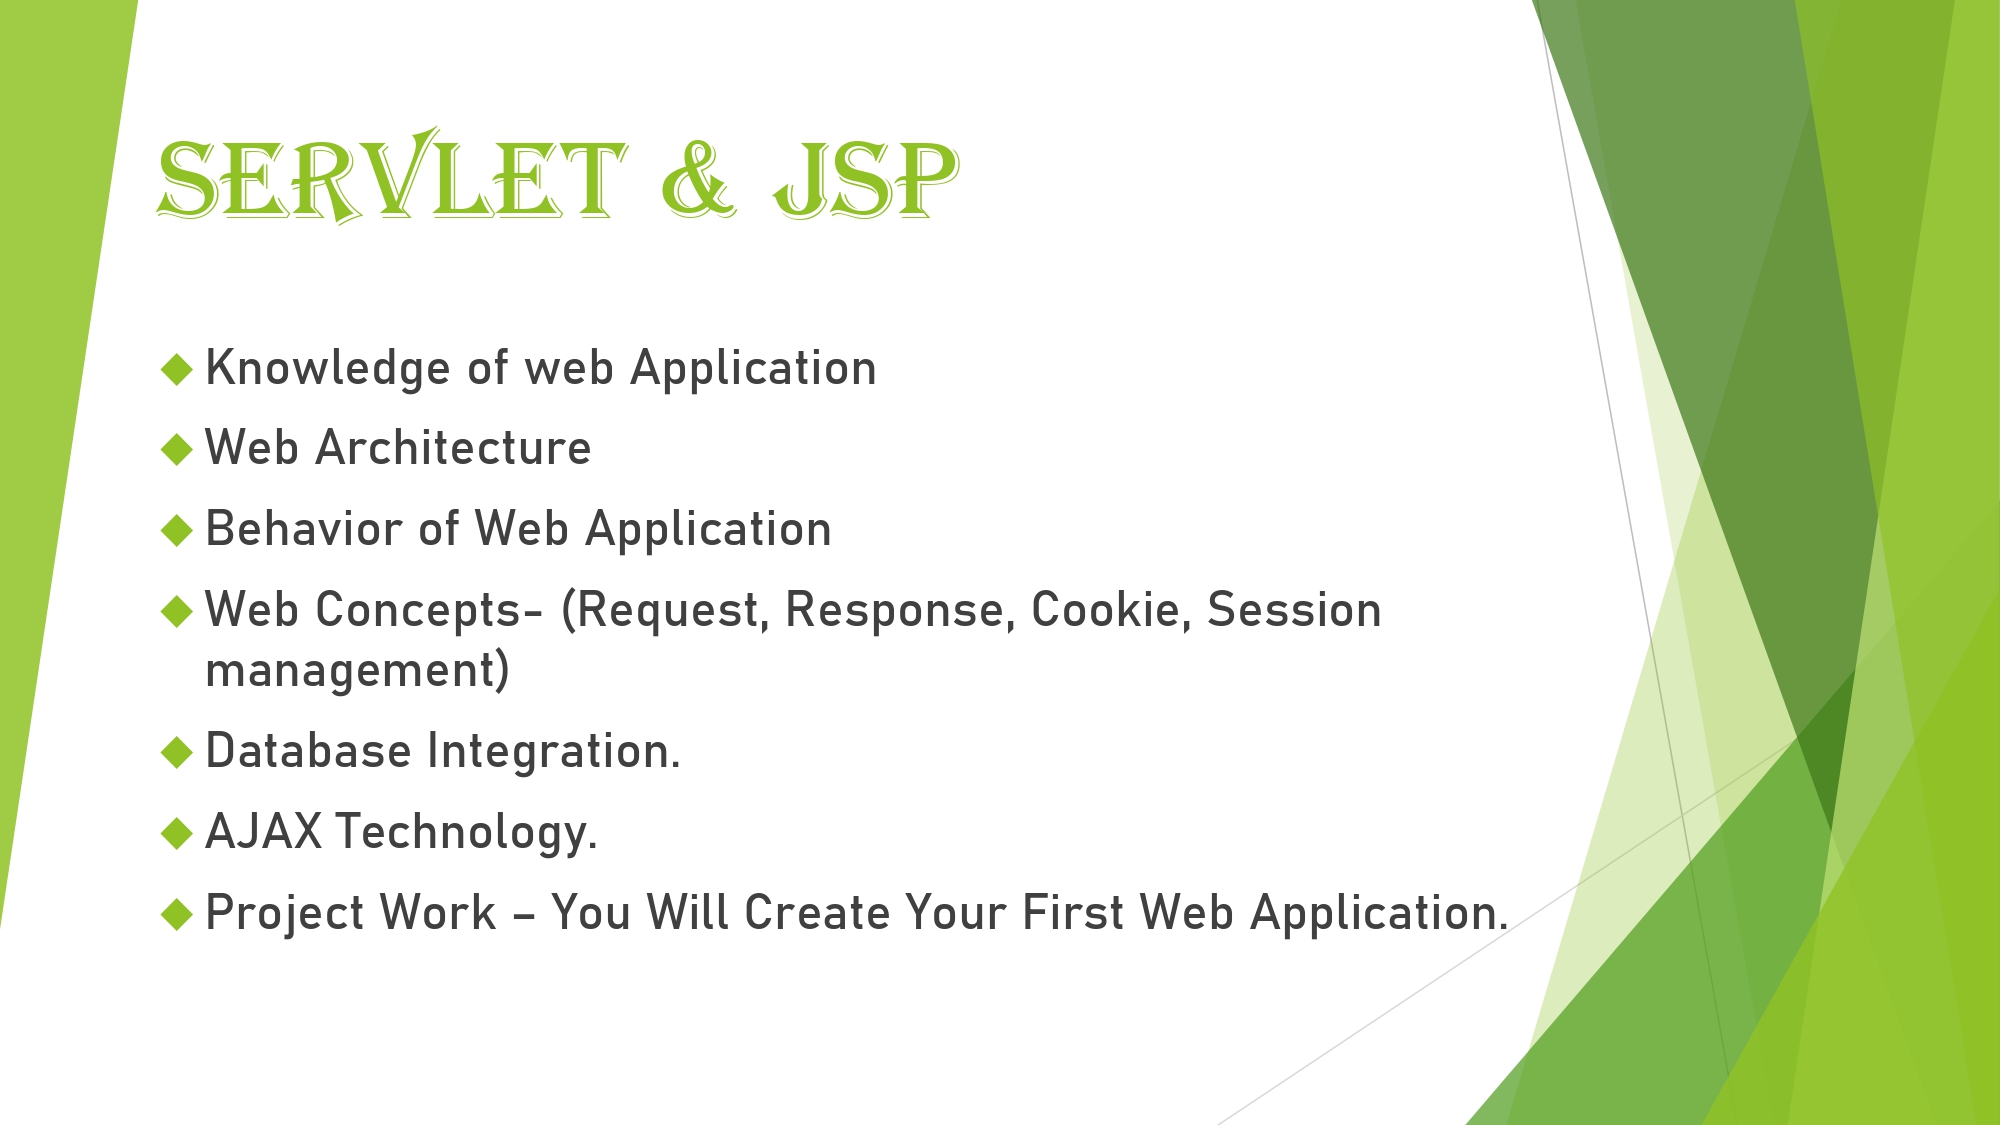 SERVLET & JSP
Knowledge of web Application
Web Architecture
Behavior of Web Application
Web Concepts- (Request, Response, Cookie, Session
management)
Database Integration.
AJAX Technology.
Project Work – You Will Create Your First Web Application.